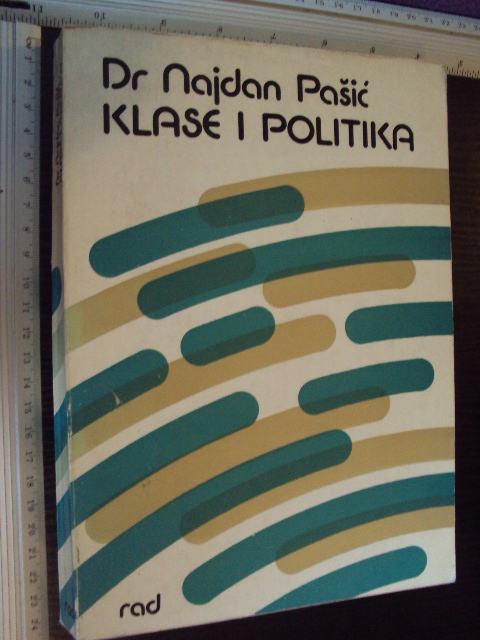 Dr Najdan Pašić
KLASE I POLITIKA
rad